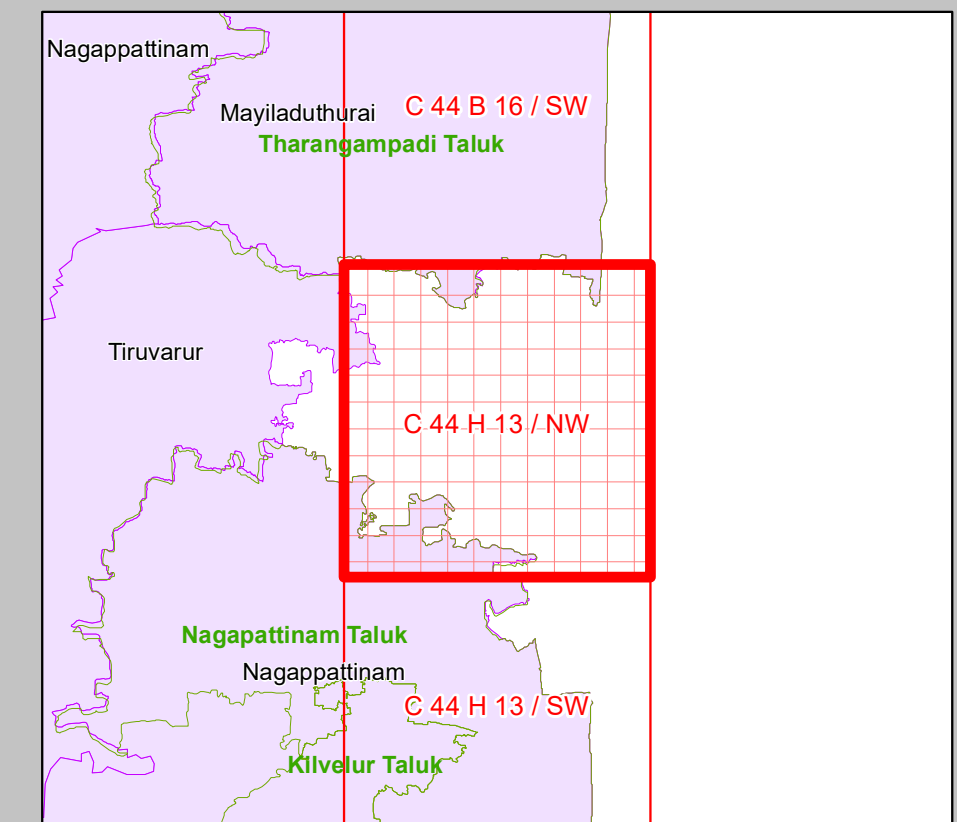 Nagappattinam
Mayiladuthurai
C 44 B 16 / SW
Tharangampadi Taluk
Tiruvarur
C 44 H 13 / NW
Nagapattinam Taluk
Nagappattinam
C 44 H 13 / SW
Kilvelur Taluk